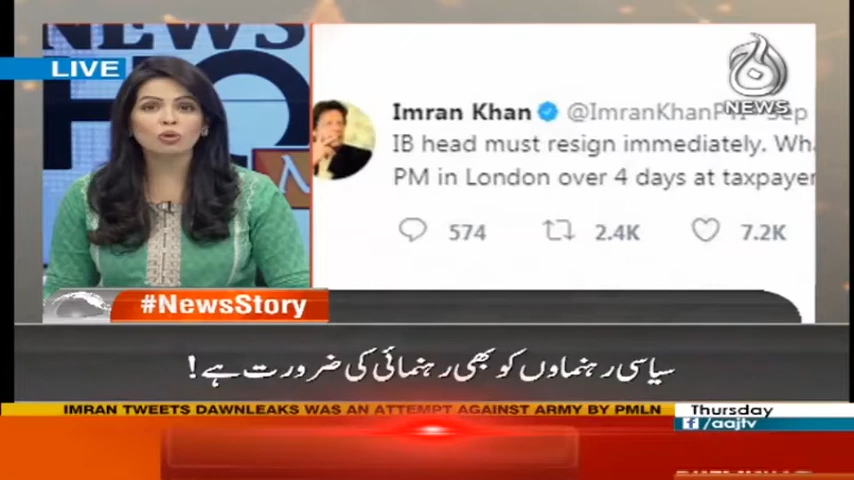 NEWS
HQ
LIVE
NEWS
Imran Khan @ImranKhanPTI Sep
IB head must resign immediately. Wha
PM in London over 4 days at taxpayer
574 2.4K 7.2K
#NewsStory
سیاسی رہنماوں کو بھی رہنمائی کی ضرورت ہے!
IMRAN TWEETS DAWNLEAKS WAS AN ATTEMPT AGAINST ARMY BY PMLN
Thursday
f/aajtv